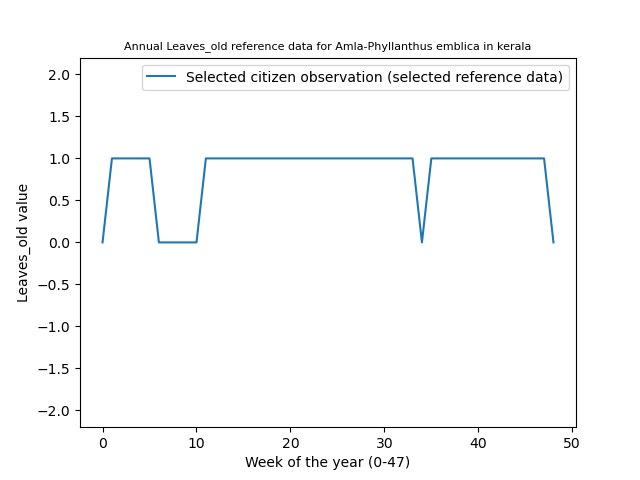 Annual Leaves_old reference data for Amla-Phyllanthus emblica in kerala
Selected citizen observation (selected reference data)
Leaves_old value
2.0
1.5
1.0
0.5
0.0
−0.5
−1.0
−1.5
−2.0
0 10 20 30 40 50
Week of the year (0-47)